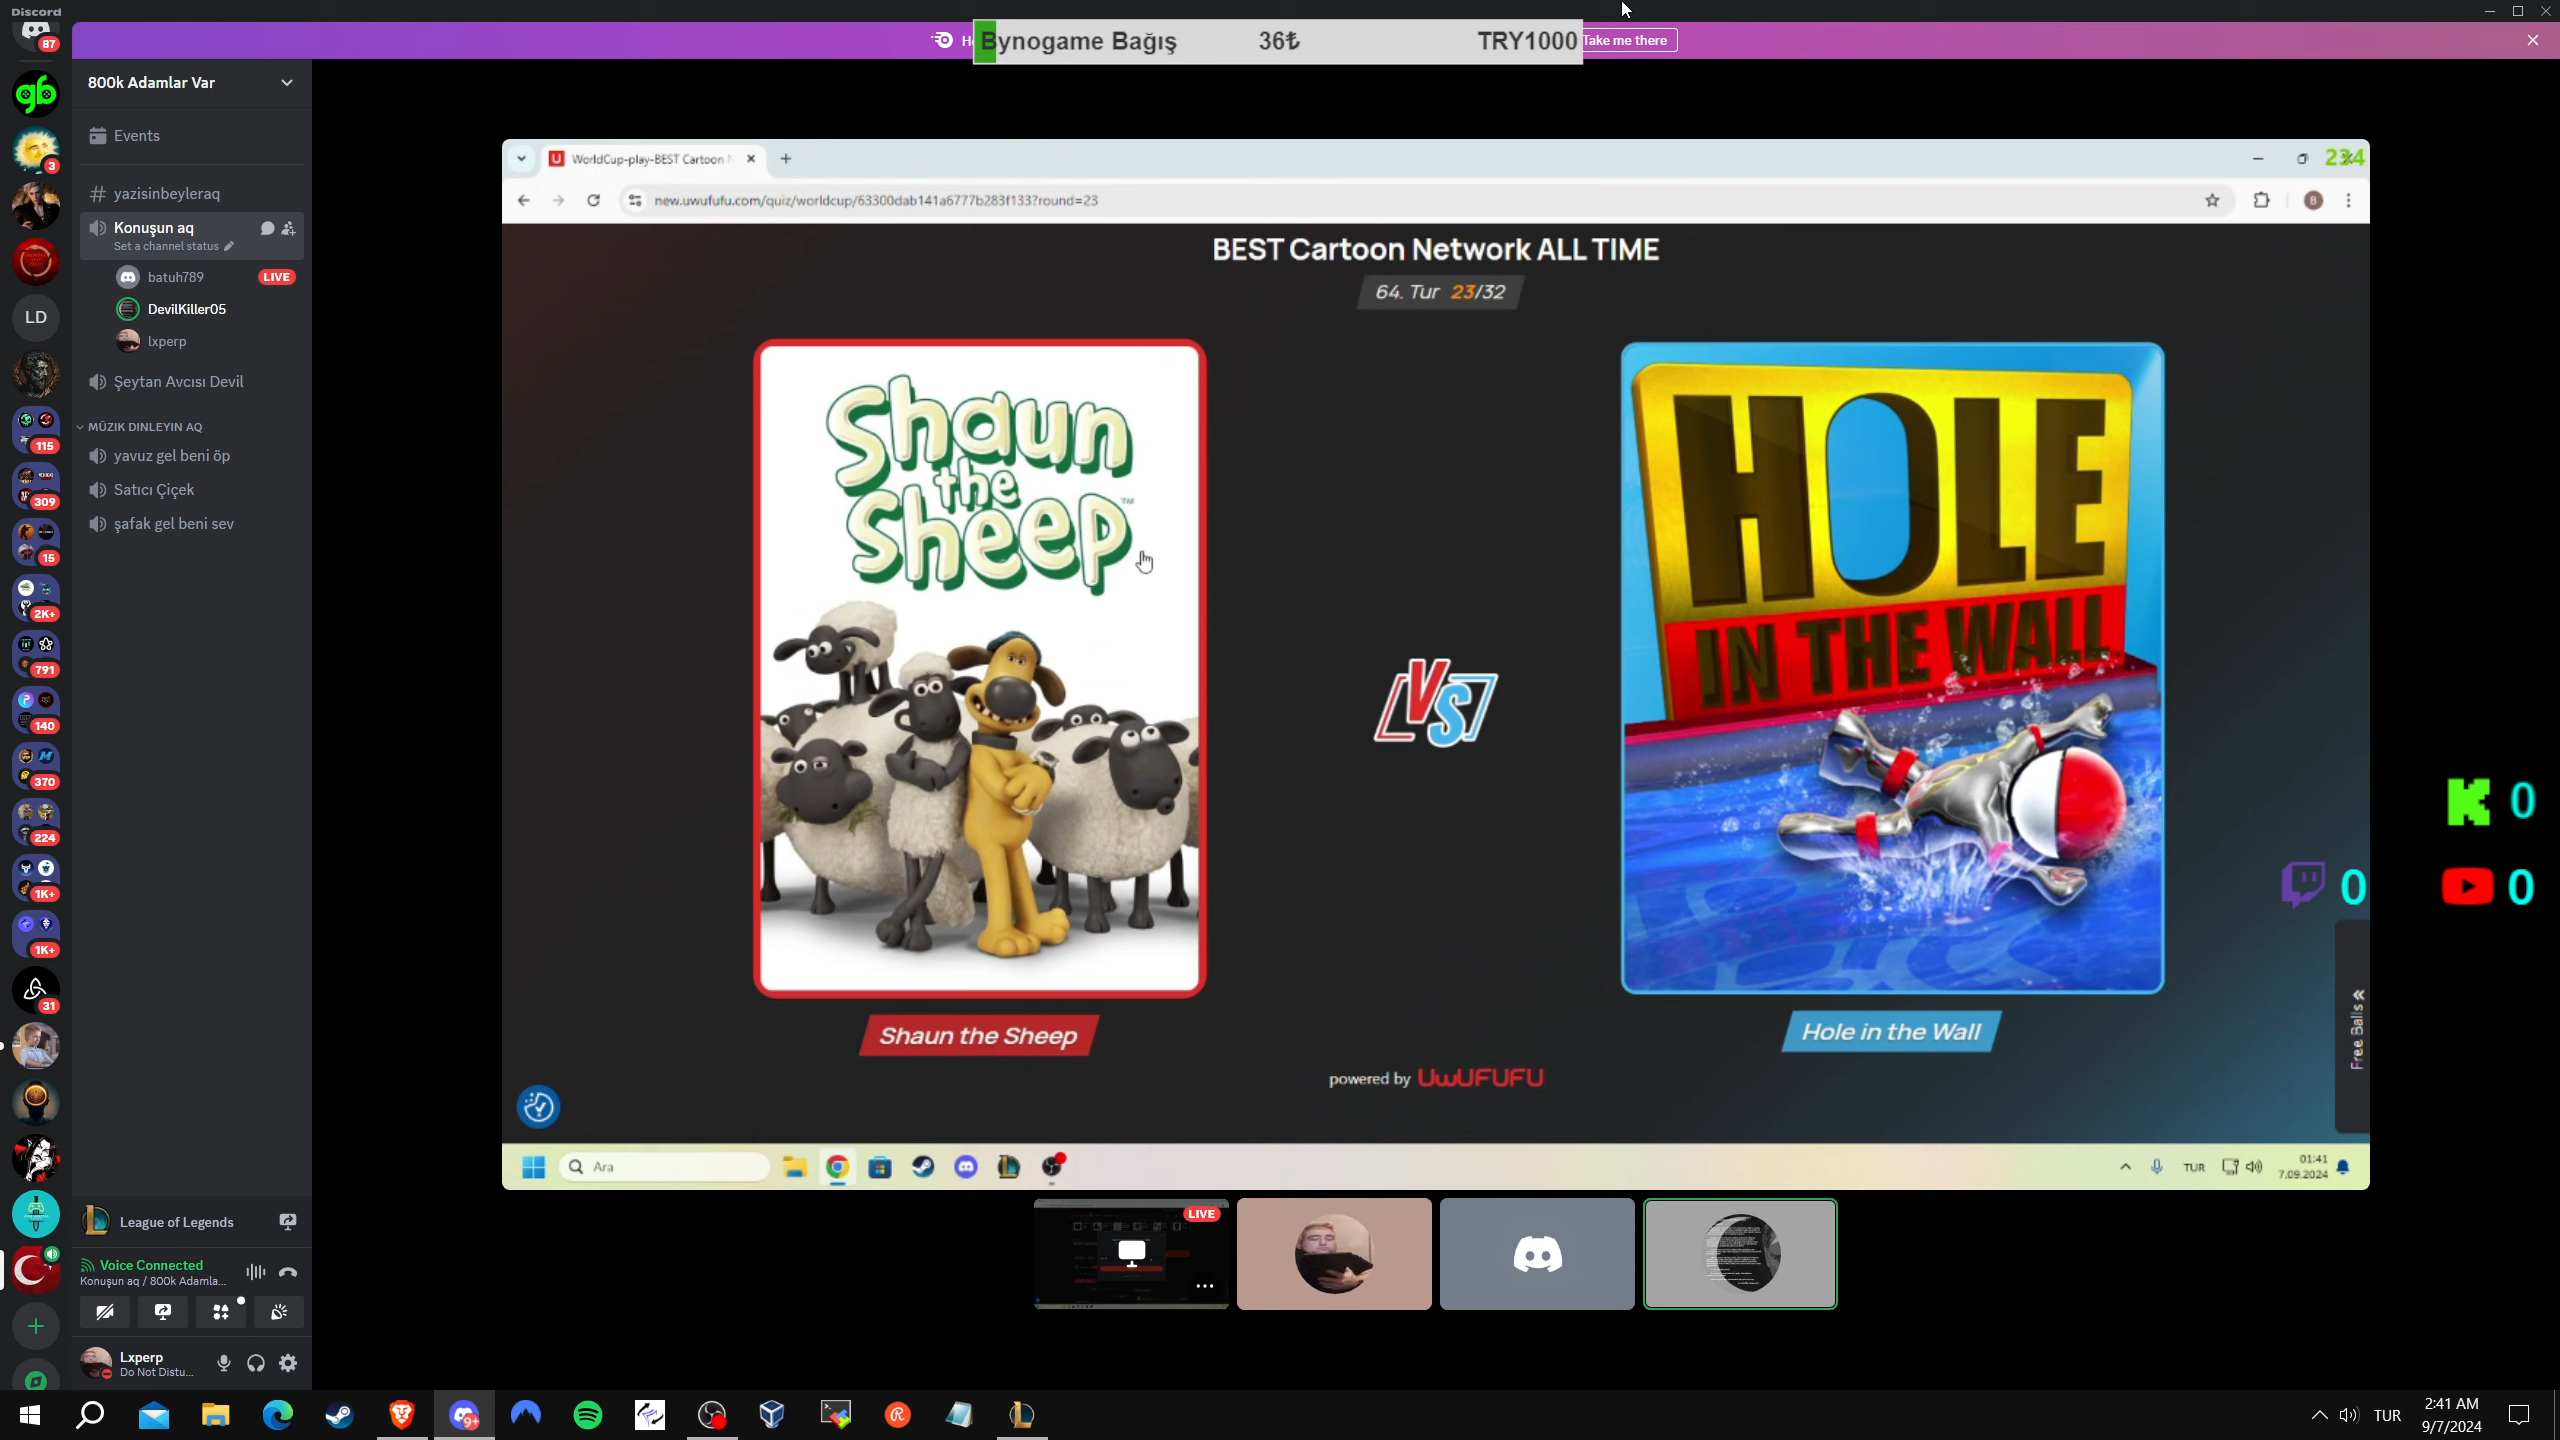 Discord
87
Bynogame Bağış 36₺ TRY1000
Take me there
800k Adamlar Var
Events
3
yazisinbeyleraq
Konuşun aq
Set a channel status
batuh789 LIVE
DevilKiller05
lxperp
LD
Şeytan Avcısı Devil
MÜZIK DINLEYIN AQ
115
yavuz gel beni öp
Satıcı Çiçek
309
şafak gel beni sev
15
2K+
791
140
370
224
1K+
1K+
31
League of Legends
Voice Connected
Konuşun aq / 800k Adamla...
Lxperp
Do Not Distu...
WorldCup-play-BEST Cartoon
234
new.uwufufu.com/quiz/worldcup/63300dab141a6777b283f133?round=23
B
BEST Cartoon Network ALL TIME
64. Tur 23/32
Shaun
the
Sheep™
VS
HOLE
IN THE WALL
Shaun the Sheep
Hole in the Wall
powered by UWUFUFU
Free Balls
Ara
TUR
01:41
7.09.2024
K 0
0
0
LIVE
9+
TUR
2:41 AM
9/7/2024